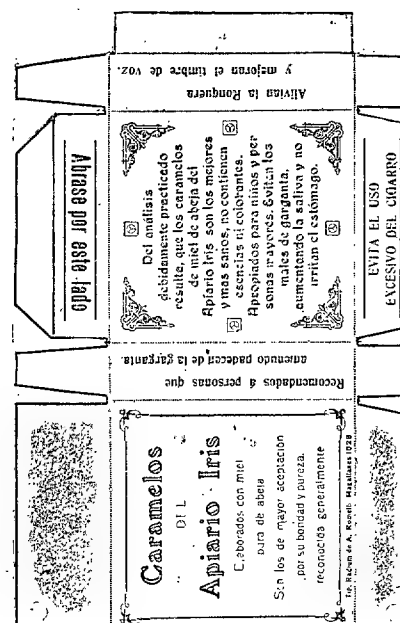 Alivian la Ronquera
y mejoran el timbre de voz.
Abrase por este lado
Del análisis
debidamente practicado
resulte, que los caramelos
de miel de abeja del
Apiario Iris son los mejores
y mas sanos, no contienen
esencias ni colorantes.
Apropiados para niños y per
sonas mayores. Evitan los
males de garganta,
aumentando la saliva y no
irritan el estómago.
EVITA EL USO
EXCESIVO DEL CIGARRO
Recomendados á personas que
amenudo padecen de la garganta.
Caramelos
DEL
Apiario Iris
Elaborados con miel
pura de abeja
Son los de mayor aceptación
por su bondad y pureza,
reconocida generalmente
Magallanes 1028